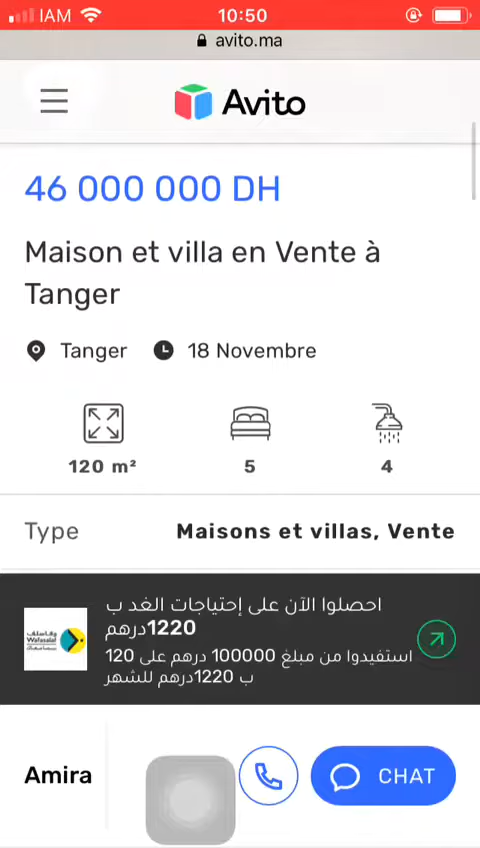 IAM
10:50
avito.ma
Avito
46 000 000 DH
Maison et villa en Vente à
Tanger
Tanger
18 Novembre
120 m²
5
4
Type
Maisons et villas, Vente
احصلوا الآن على إحتياجات الغد ب
1220درهم
وفاسلف
Wafasalaf
استفيدوا من مبلغ 100000 درهم على 120
ب 1220درهم للشهر
Amira
CHAT